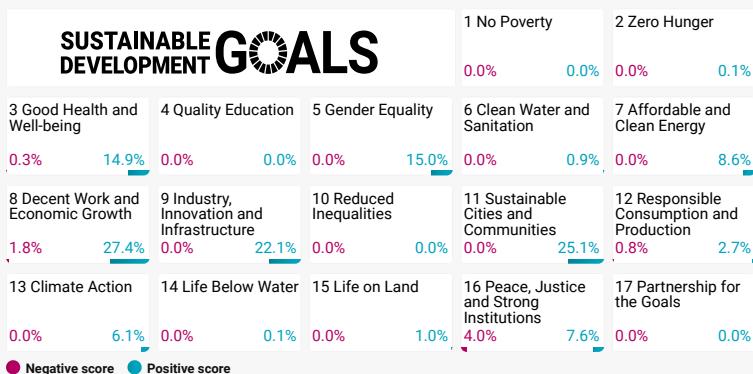 SUSTAINABLE
DEVELOPMENT
GOALS
1 No Poverty
0.0% 0.0%
2 Zero Hunger
0.0% 0.1%
3 Good Health and
Well-being
0.3% 14.9%
4 Quality Education
0.0% 0.0%
5 Gender Equality
0.0% 15.0%
6 Clean Water and
Sanitation
0.0% 0.9%
7 Affordable and
Clean Energy
0.0% 8.6%
8 Decent Work and
Economic Growth
1.8% 27.4%
9 Industry,
Innovation and
Infrastructure
0.0% 22.1%
10 Reduced
Inequalities
0.0% 0.0%
11 Sustainable
Cities and
Communities
0.0% 25.1%
12 Responsible
Consumption and
Production
0.8% 2.7%
13 Climate Action
0.0% 6.1%
14 Life Below Water
0.0% 0.1%
15 Life on Land
0.0% 1.0%
16 Peace, Justice
and Strong
Institutions
4.0% 7.6%
17 Partnership for
the Goals
0.0% 0.0%
Negative score Positive score